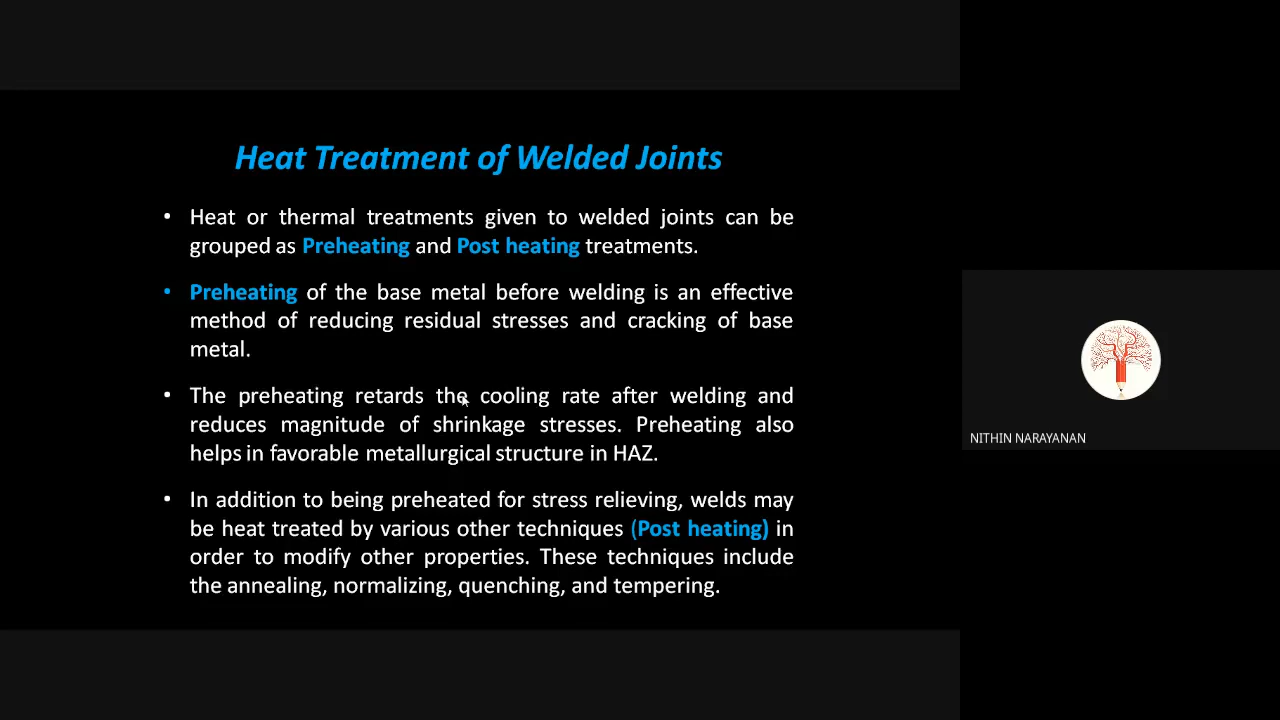 Heat Treatment of Welded Joints
• Heat or thermal treatments given to welded joints can be
grouped as Preheating and Post heating treatments.
• Preheating of the base metal before welding is an effective
method of reducing residual stresses and cracking of base
metal.
• The preheating retards the cooling rate after welding and
reduces magnitude of shrinkage stresses. Preheating also
helps in favorable metallurgical structure in HAZ.
• In addition to being preheated for stress relieving, welds may
be heat treated by various other techniques (Post heating) in
order to modify other properties. These techniques include
the annealing, normalizing, quenching, and tempering.
NITHIN NARAYANAN